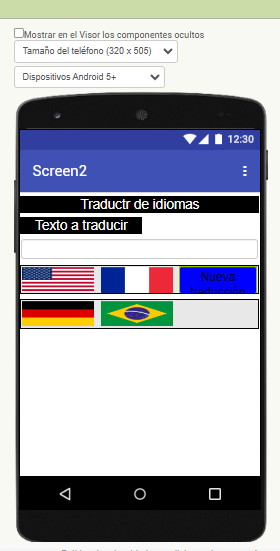 Mostrar en el Visor los componentes ocultos
Tamaño del teléfono (320 x 505)
Dispositivos Android 5+
12:30
Screen2
Traductr de idiomas
Texto a traducir
Nueva